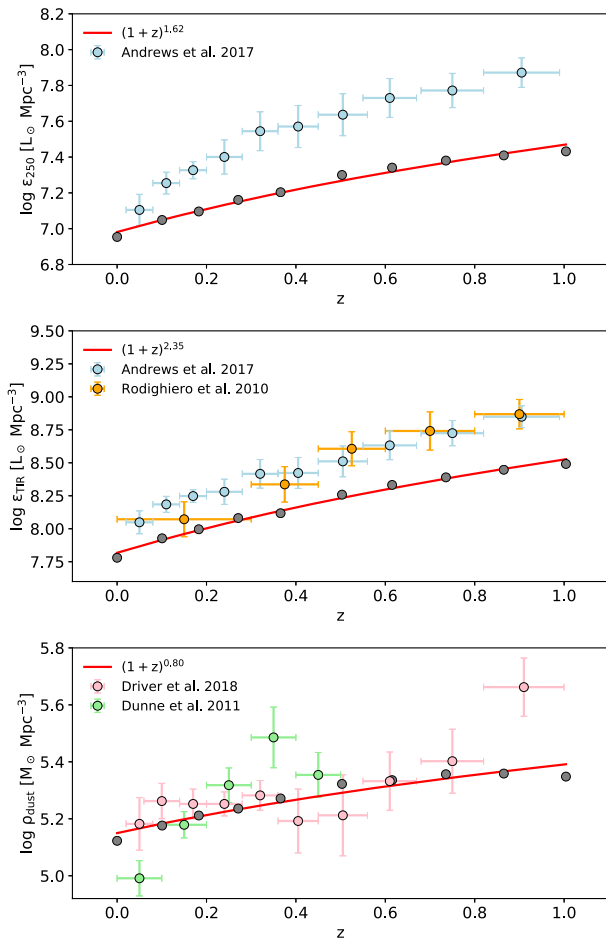 8.2
8.0
7.8
7.6
7.4
7.2
7.0
6.8
log ε250 [L⊙ Mpc−3]
(1 + z)1.62
Andrews et al. 2017
0.0 0.2 0.4 0.6 0.8 1.0
z
9.50
9.25
9.00
8.75
8.50
8.25
8.00
7.75
log εTIR [L⊙ Mpc−3]
(1 + z)2.35
Andrews et al. 2017
Rodighiero et al. 2010
0.0 0.2 0.4 0.6 0.8 1.0
z
5.8
5.6
5.4
5.2
5.0
log ρdust [M⊙ Mpc−3]
(1 + z)0.80
Driver et al. 2018
Dunne et al. 2011
0.0 0.2 0.4 0.6 0.8 1.0
z